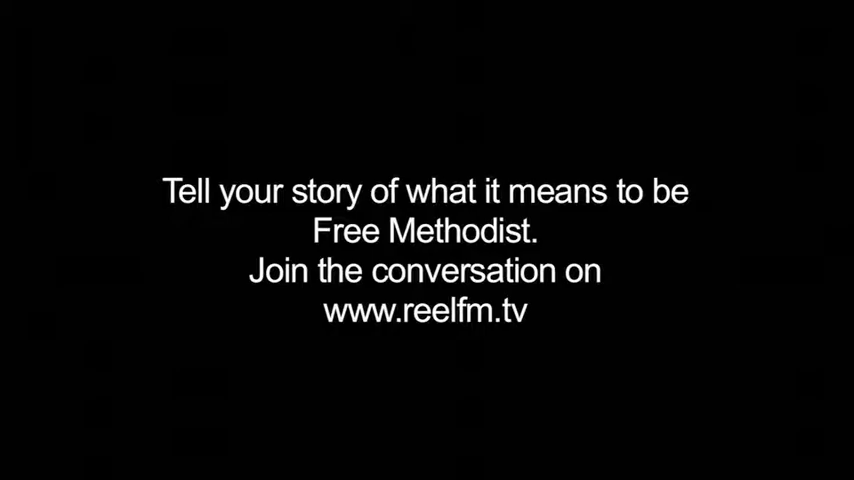 Tell your story of what it means to be
Free Methodist.
Join the conversation on
www.reelfm.tv